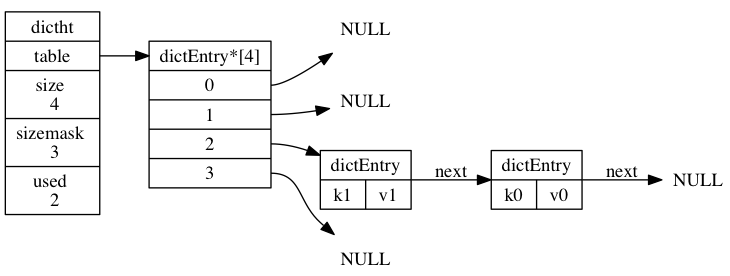 dictht
table
size
4
sizemask
3
used
2
dictEntry*[4]
0
1
2
3
NULL
NULL
dictEntry
k1 v1
next
dictEntry
k0 v0
next
NULL
NULL